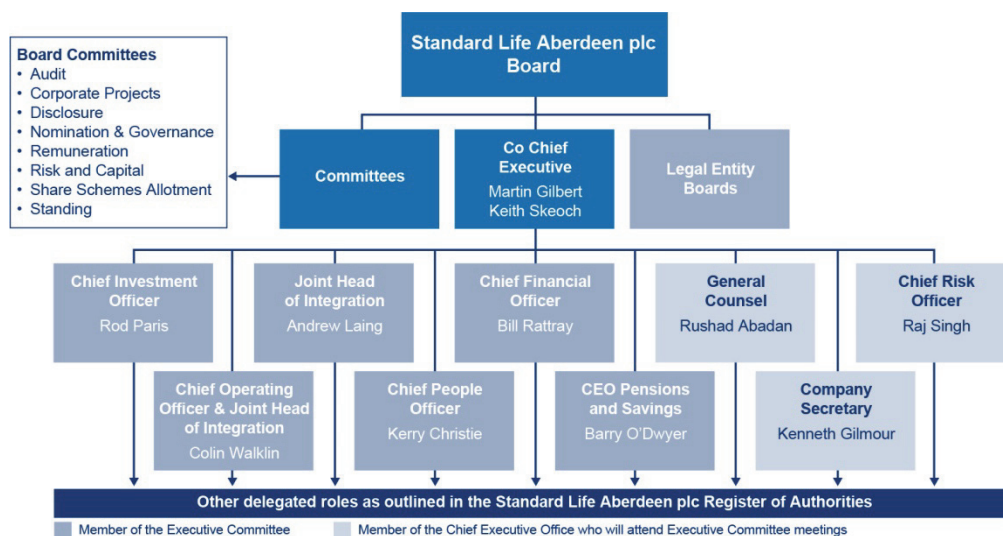 Standard Life Aberdeen plc
Board
Board Committees
• Audit
• Corporate Projects
• Disclosure
• Nomination & Governance
• Remuneration
• Risk and Capital
• Share Schemes Allotment
• Standing
Committees
Co Chief
Executive
Martin Gilbert
Keith Skeoch
Legal Entity
Boards
Chief Investment
Officer
Rod Paris
Joint Head
of Integration
Andrew Laing
Chief Financial
Officer
Bill Rattray
General
Counsel
Rushad Abadan
Chief Risk
Officer
Raj Singh
Chief Operating
Officer & Joint Head
of Integration
Colin Walklin
Chief People
Officer
Kerry Christie
CEO Pensions
and Savings
Barry O'Dwyer
Company
Secretary
Kenneth Gilmour
Other delegated roles as outlined in the Standard Life Aberdeen plc Register of Authorities
Member of the Executive Committee
Member of the Chief Executive Office who will attend Executive Committee meetings